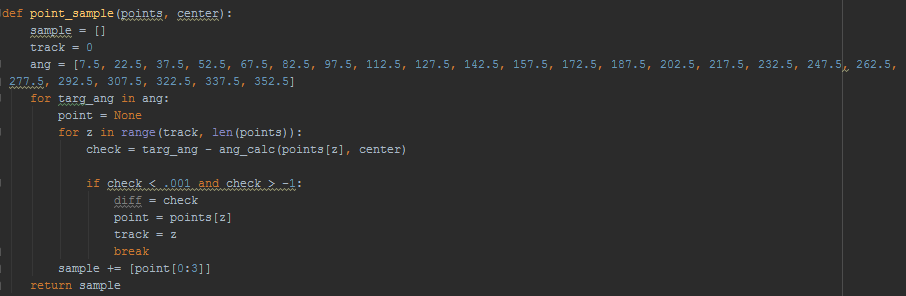 def point_sample(points, center):
    sample = []
    track = 0
    ang = [7.5, 22.5, 37.5, 52.5, 67.5, 82.5, 97.5, 112.5, 127.5, 142.5, 157.5, 172.5, 187.5, 202.5, 217.5, 232.5, 247.5, 262.5,
 277.5, 292.5, 307.5, 322.5, 337.5, 352.5]
    for targ_ang in ang:
        point = None
        for z in range(track, len(points)):
            check = targ_ang - ang_calc(points[z], center)

            if check < .001 and check > -1:
                diff = check
                point = points[z]
                track = z
                break
        sample += [point[0:3]]
    return sample